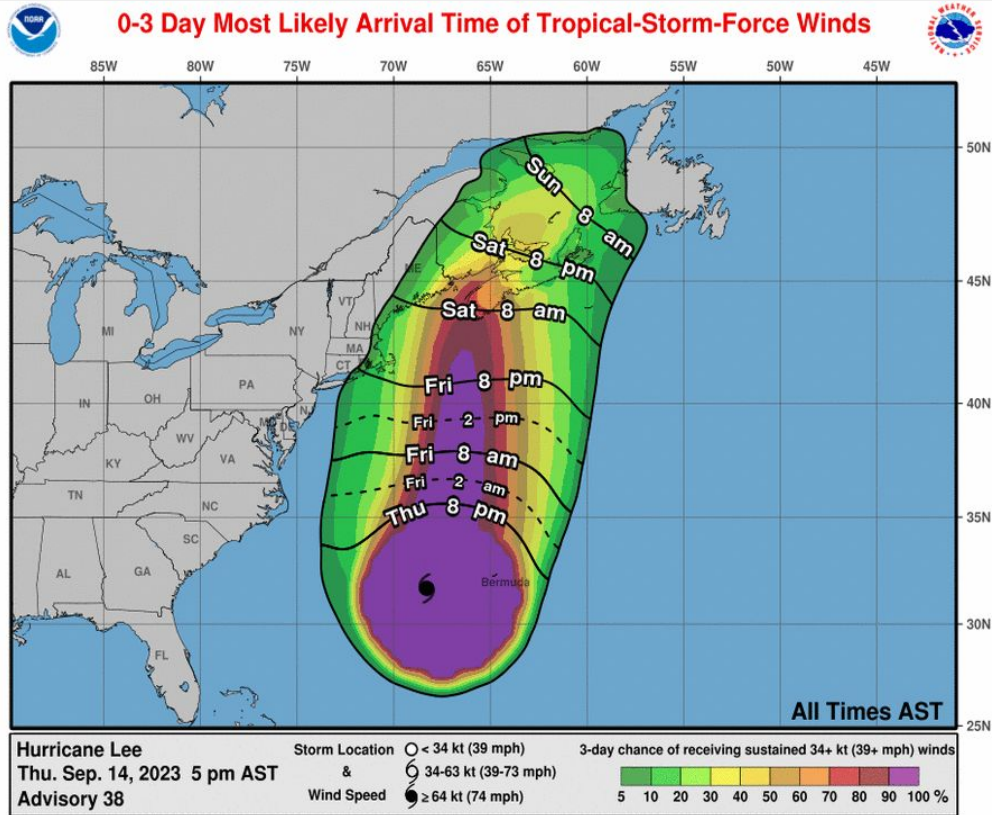 0-3 Day Most Likely Arrival Time of Tropical-Storm-Force Winds
NOAA
NATIONAL WEATHER SERVICE
85W 80W 75W 70W 65W 60W 55W 50W 45W
50N
45N
40N
35N
30N
25N
Sun 8 am
Sat 8 pm
Sat 8 am
Fri 8 pm
Fri 2 pm
Fri 8 am
Fri 2 am
Thu 8 pm
ME
VT
NH
MA
CT
NY
MI
PA
NJ
OH
IN
DE
WV
VA
KY
NC
TN
SC
AL
GA
FL
Bermuda
All Times AST
Hurricane Lee
Thu. Sep. 14, 2023 5 pm AST
Advisory 38
Storm Location
&
Wind Speed
< 34 kt (39 mph)
34-63 kt (39-73 mph)
≥ 64 kt (74 mph)
3-day chance of receiving sustained 34+ kt (39+ mph) winds
5 10 20 30 40 50 60 70 80 90 100 %